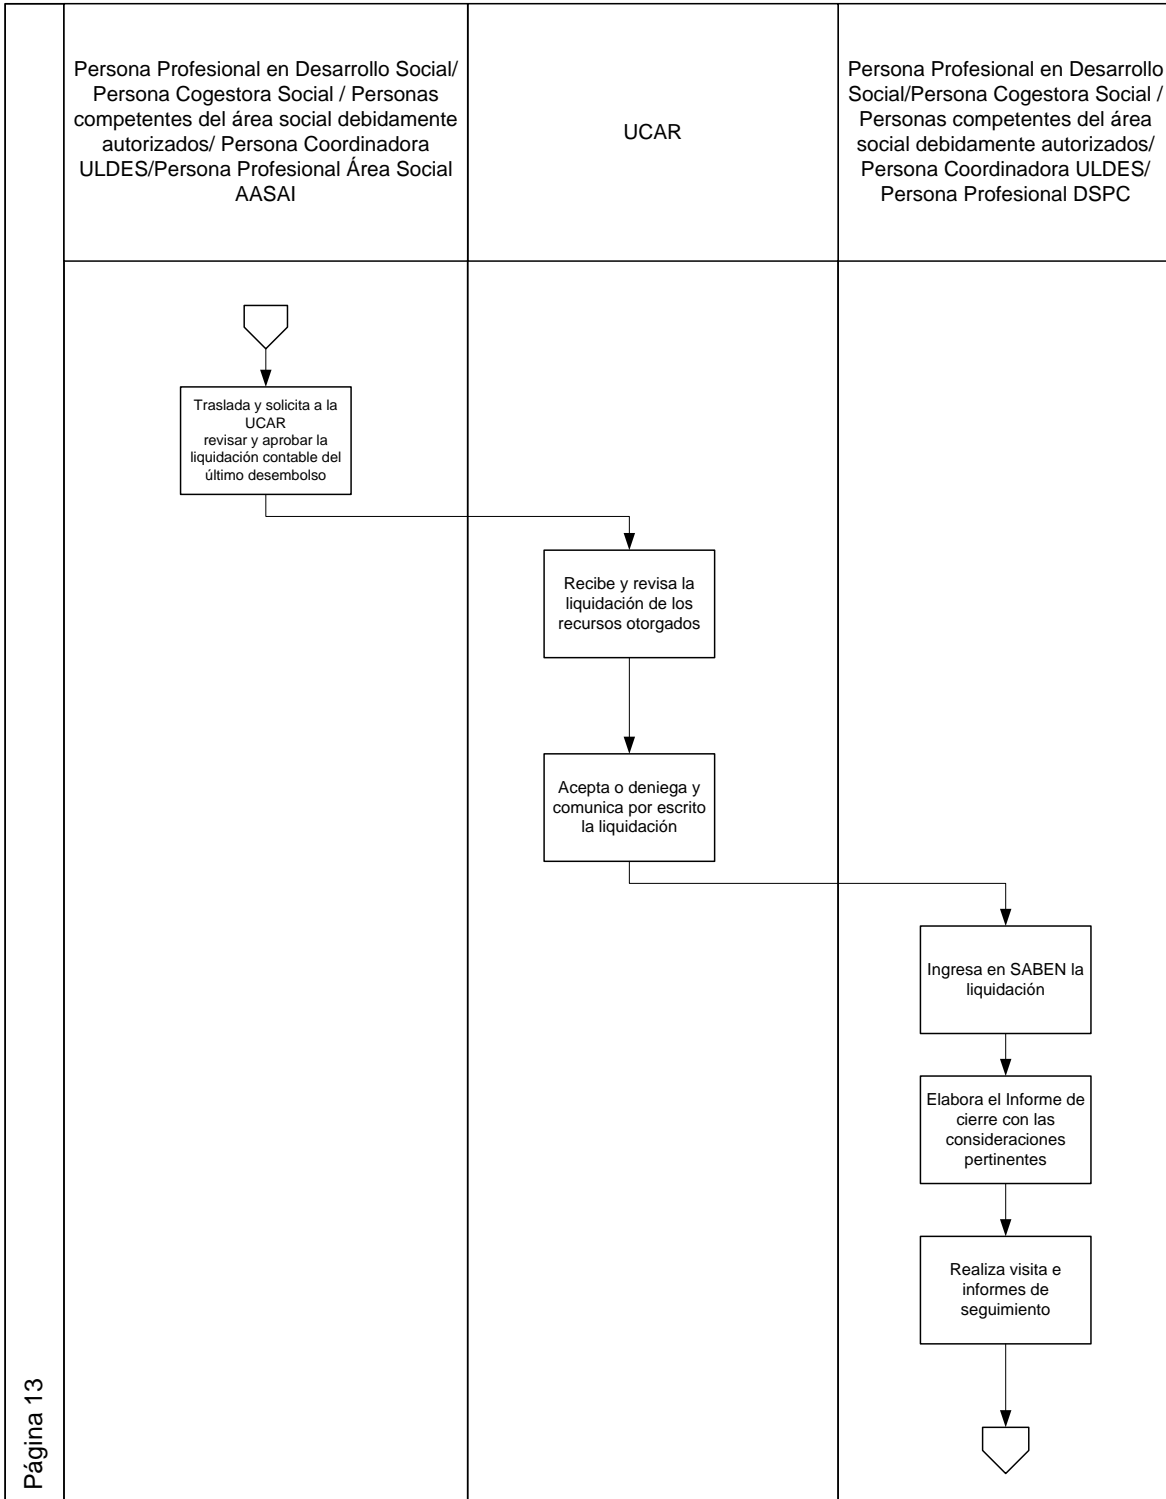 Persona Profesional en Desarrollo Social/
Persona Cogestora Social / Personas
competentes del área social debidamente
autorizados/ Persona Coordinadora
ULDES/Persona Profesional Área Social
AASAI
UCAR
Persona Profesional en Desarrollo
Social/Persona Cogestora Social /
Personas competentes del área
social debidamente autorizados/
Persona Coordinadora ULDES/
Persona Profesional DSPC
Traslada y solicita a la
UCAR
revisar y aprobar la
liquidación contable del
último desembolso
Recibe y revisa la
liquidación de los
recursos otorgados
Acepta o deniega y
comunica por escrito
la liquidación
Ingresa en SABEN la
liquidación
Elabora el Informe de
cierre con las
consideraciones
pertinentes
Realiza visita e
informes de
seguimiento
Página 13